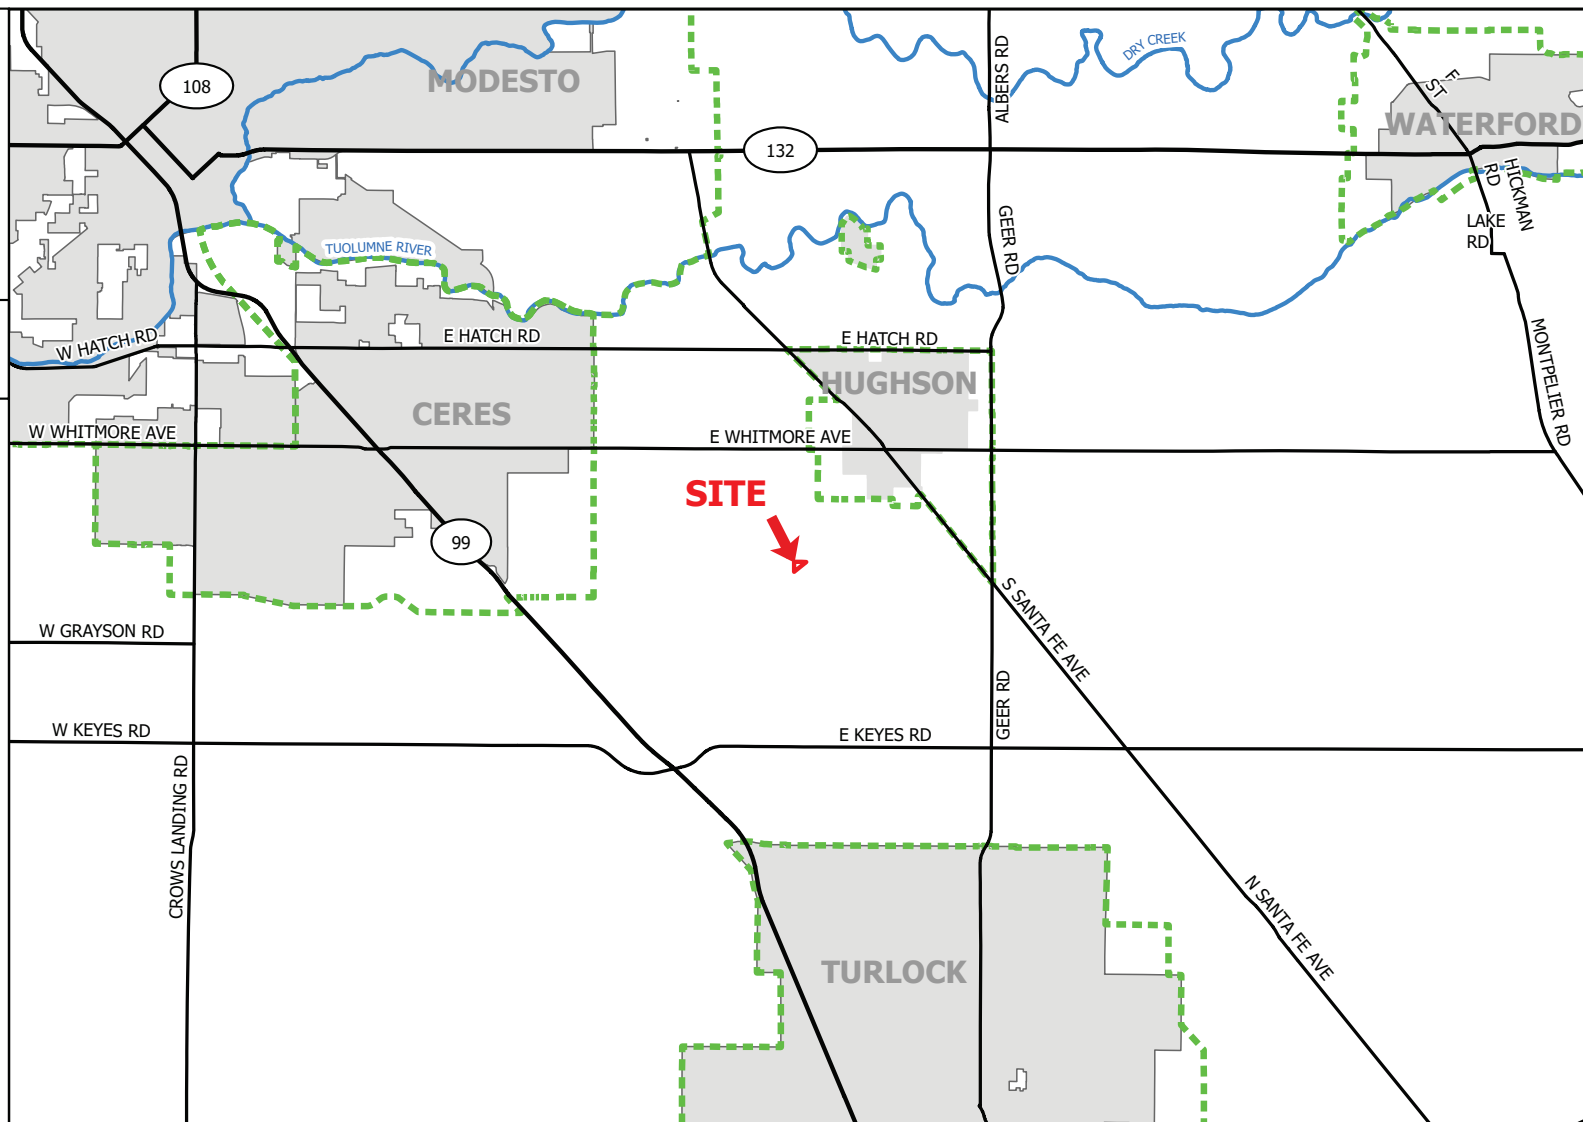 ALBERS RD
DRY CREEK
F
ST
MODESTO
108
WATERFORD
132
HICKMAN
RD
LAKE
RD
GEER RD
TUOLUMNE RIVER
W HATCH RD
E HATCH RD
E HATCH RD
MONTPELIER RD
HUGHSON
CERES
W WHITMORE AVE
E WHITMORE AVE
SITE
99
S SANTA FE AVE
W GRAYSON RD
GEER RD
W KEYES RD
E KEYES RD
CROWS LANDING RD
N SANTA FE AVE
TURLOCK